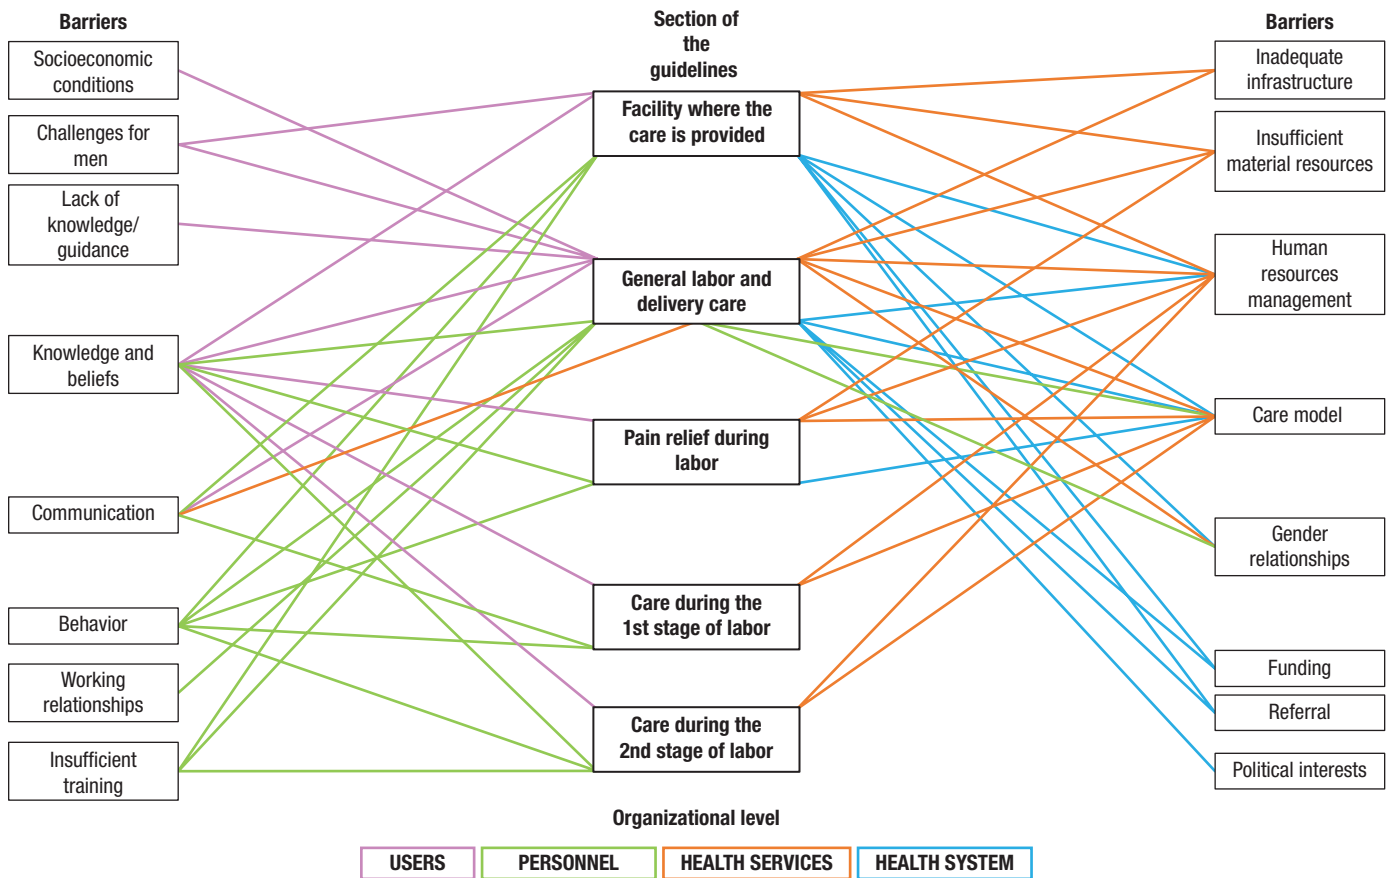 Barriers
Socioeconomic
conditions
Challenges for
men
Lack of
knowledge/
guidance
Knowledge and
beliefs
Communication
Behavior
Working
relationships
Insufficient
training
Section of
the
guidelines
Facility where the
care is provided
General labor and
delivery care
Pain relief during
labor
Care during the
1st stage of labor
Care during the
2nd stage of labor
Barriers
Inadequate
infrastructure
Insufficient
material resources
Human
resources
management
Care model
Gender
relationships
Funding
Referral
Political interests
Organizational level
USERS
PERSONNEL
HEALTH SERVICES
HEALTH SYSTEM